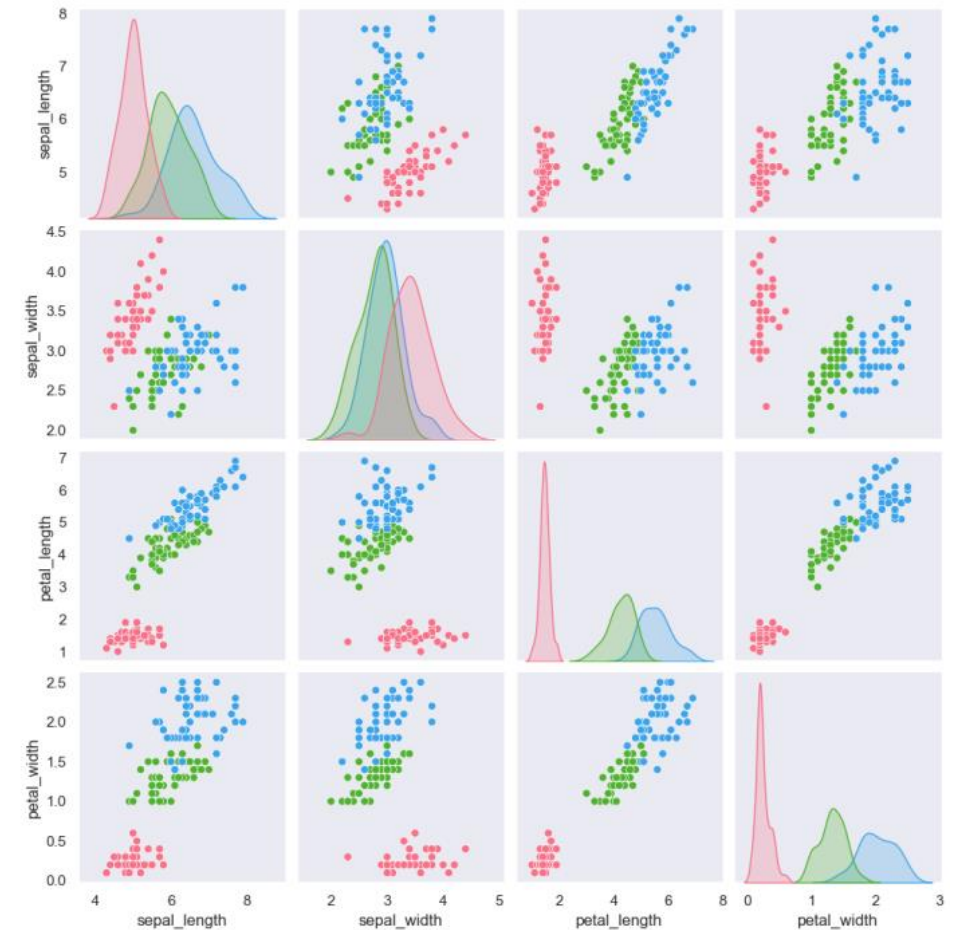 8
7
6
5
sepal_length
4.5
4.0
3.5
3.0
2.5
2.0
sepal_width
7
6
5
4
3
2
1
petal_length
2.5
2.0
1.5
1.0
0.5
0.0
petal_width
4 6 8
sepal_length
2 3 4 5
sepal_width
2 4 6 8
petal_length
0 1 2 3
petal_width